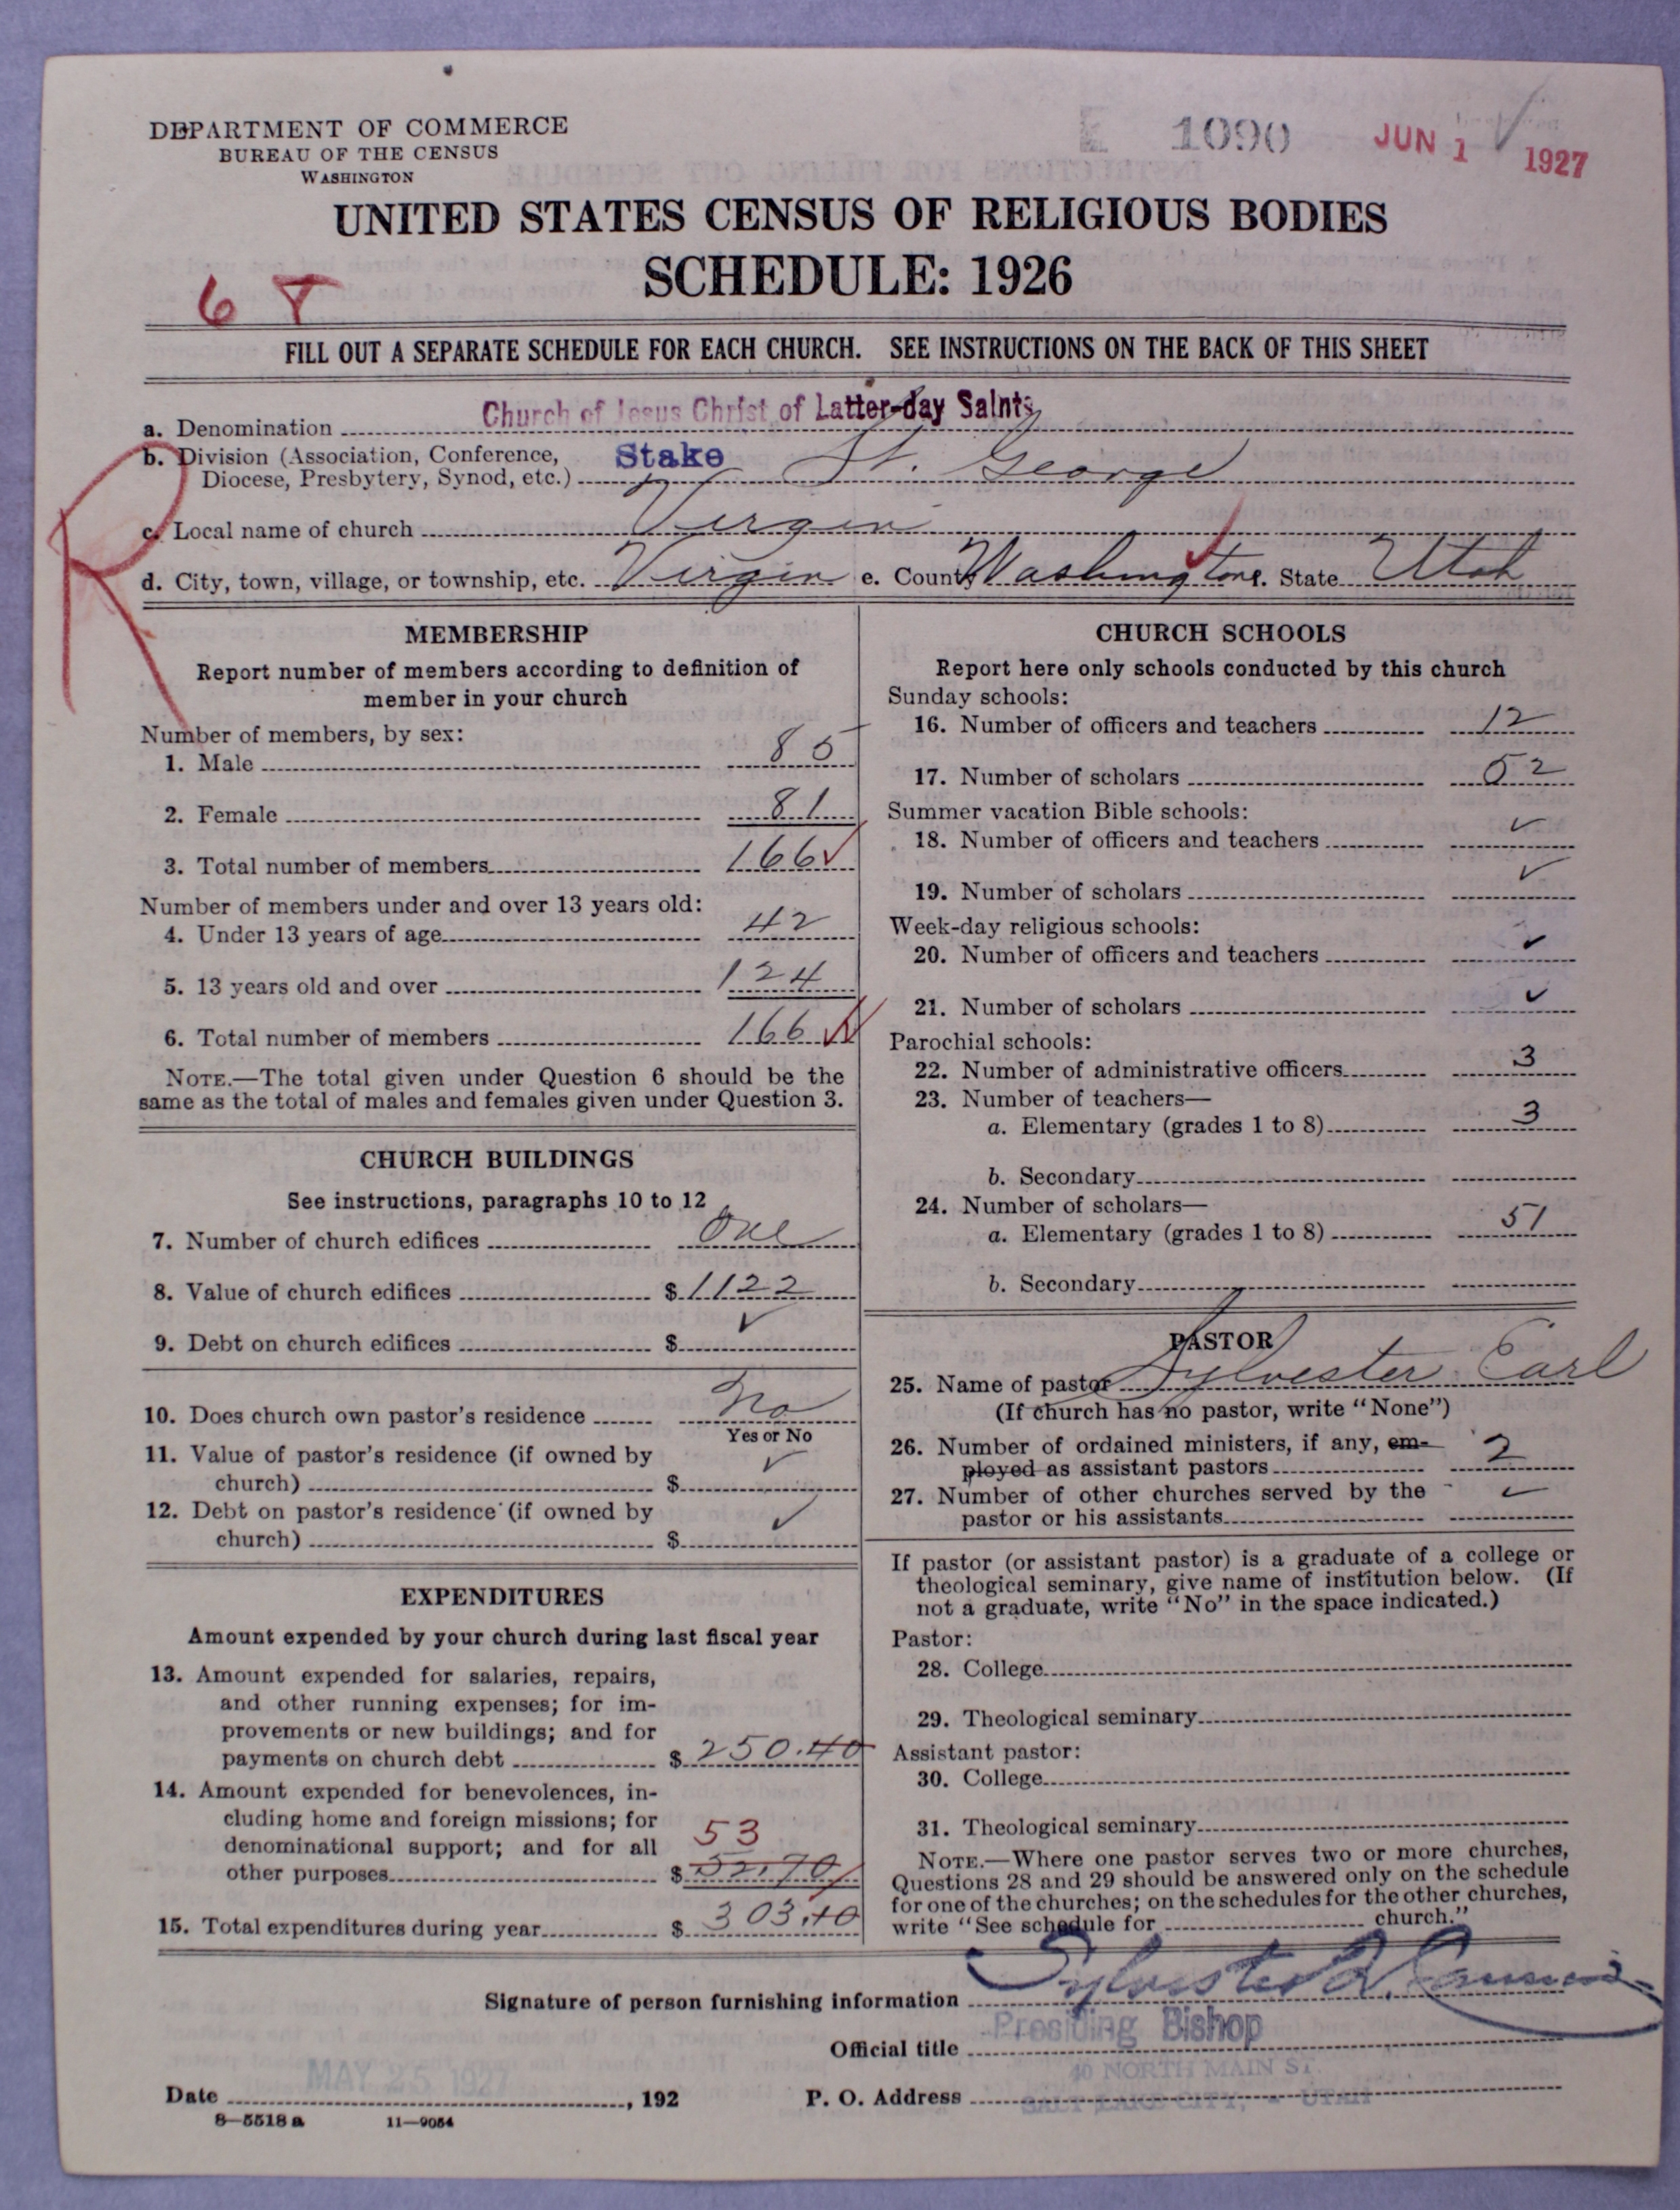 DEPARTMENT OF COMMERCE
BUREAU OF THE CENSUS
WASHINGTON
1090
JUN 1 1927
UNITED STATES CENSUS OF RELIGIOUS BODIES
SCHEDULE: 1926
6 T
FILL OUT A SEPARATE SCHEDULE FOR EACH CHURCH. SEE INSTRUCTIONS ON THE BACK OF THIS SHEET
R
a. Denomination Church of Jesus Christ of Latter-day Saints
b. Division (Association, Conference, Diocese, Presbytery, Synod, etc.) Stake St. George
c. Local name of church Virgin
d. City, town, village, or township, etc. Virgin e. County Washington f. State Utah
MEMBERSHIP
Report number of members according to definition of
member in your church
Number of members, by sex:
1. Male 85
2. Female 81
3. Total number of members 166 ✓
Number of members under and over 13 years old:
4. Under 13 years of age 42
5. 13 years old and over 124
6. Total number of members 166 ✓✓
NOTE.—The total given under Question 6 should be the
same as the total of males and females given under Question 3.
CHURCH BUILDINGS
See instructions, paragraphs 10 to 12
7. Number of church edifices One
8. Value of church edifices $ 1122
9. Debt on church edifices $ ✓
10. Does church own pastor's residence No
Yes or No
11. Value of pastor's residence (if owned by
church) $ ✓
12. Debt on pastor's residence (if owned by
church) $ ✓
EXPENDITURES
Amount expended by your church during last fiscal year
13. Amount expended for salaries, repairs,
and other running expenses; for im-
provements or new buildings; and for
payments on church debt $ 250.40
14. Amount expended for benevolences, in-
cluding home and foreign missions; for
denominational support; and for all 53
other purposes $ 52.70
15. Total expenditures during year $ 303.10
CHURCH SCHOOLS
Report here only schools conducted by this church
Sunday schools:
16. Number of officers and teachers 12
17. Number of scholars 52
Summer vacation Bible schools:
18. Number of officers and teachers ✓
19. Number of scholars ✓
Week-day religious schools:
20. Number of officers and teachers ✓
21. Number of scholars ✓
Parochial schools:
22. Number of administrative officers 3
23. Number of teachers—
a. Elementary (grades 1 to 8) 3
b. Secondary
24. Number of scholars—
a. Elementary (grades 1 to 8) 51
b. Secondary
PASTOR
25. Name of pastor Sylvester Earl
(If church has no pastor, write "None")
26. Number of ordained ministers, if any, em-
ployed as assistant pastors 2
27. Number of other churches served by the
pastor or his assistants ✓
If pastor (or assistant pastor) is a graduate of a college or
theological seminary, give name of institution below. (If
not a graduate, write "No" in the space indicated.)
Pastor:
28. College
29. Theological seminary
Assistant pastor:
30. College
31. Theological seminary
NOTE.—Where one pastor serves two or more churches,
Questions 28 and 29 should be answered only on the schedule
for one of the churches; on the schedules for the other churches,
write "See schedule for church."
Signature of person furnishing information Sylvester Q. Cannon
Official title Presiding Bishop
40 NORTH MAIN ST.
Date MAY 25 1927, 192 P. O. Address SALT LAKE CITY, - UTAH
8—5518 a 11—9054